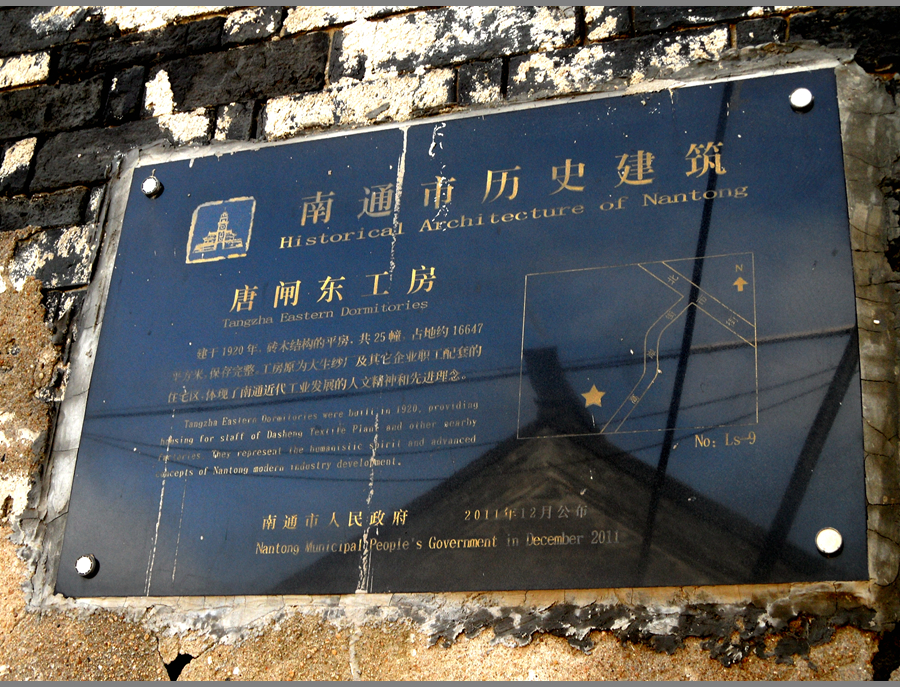 南通市历史建筑
Historical Architecture of Nantong
唐闸东工房
Tangzha Eastern Dormitories
建于1920年、砖木结构的平房、共25幢、占地约16647
平方米、保存完整。工房原为大生纱厂及其它企业职工配套的
住宅区、体现了南通近代工业发展的人文精神和先进理念。
Tangzha Eastern Dormitories were built in 1920, providing
housing for staff of Dasheng Textile Plant and other nearby
factories. They represent the humanistic spirit and advanced
concepts of Nantong modern industry development.
N
No: Ls-9
南通市人民政府 2011年12月公布
Nantong Municipal People's Government in December 2011